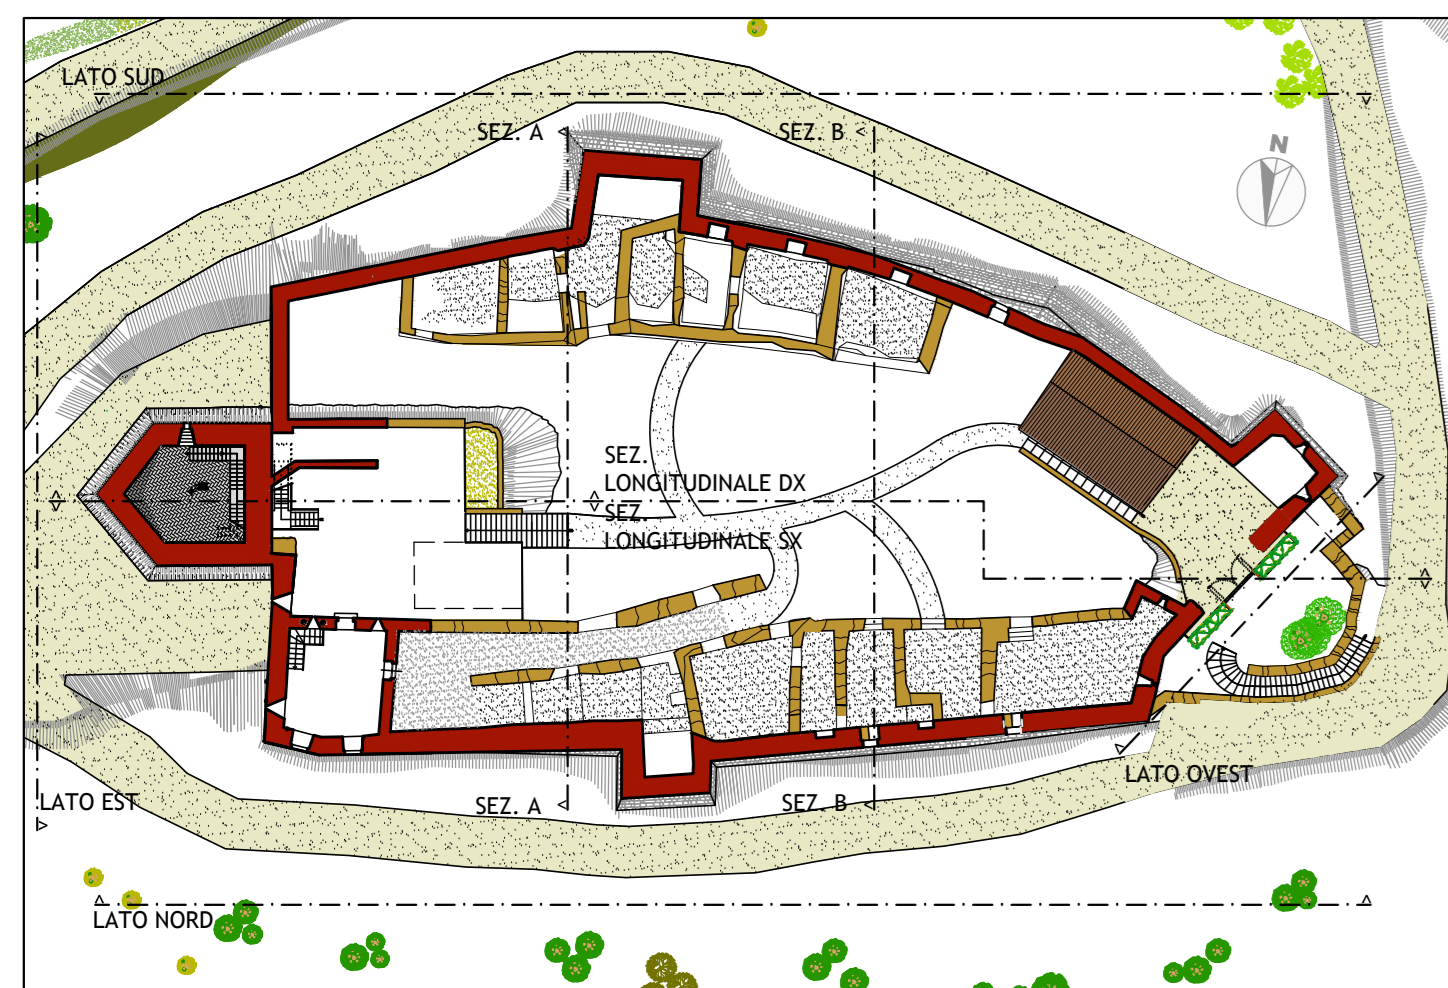 LATO SUD
SEZ. A
SEZ. B
N
SEZ.
LONGITUDINALE DX
SEZ.
LONGITUDINALE SX
LATO OVEST
LATO EST
SEZ. A
SEZ. B
LATO NORD